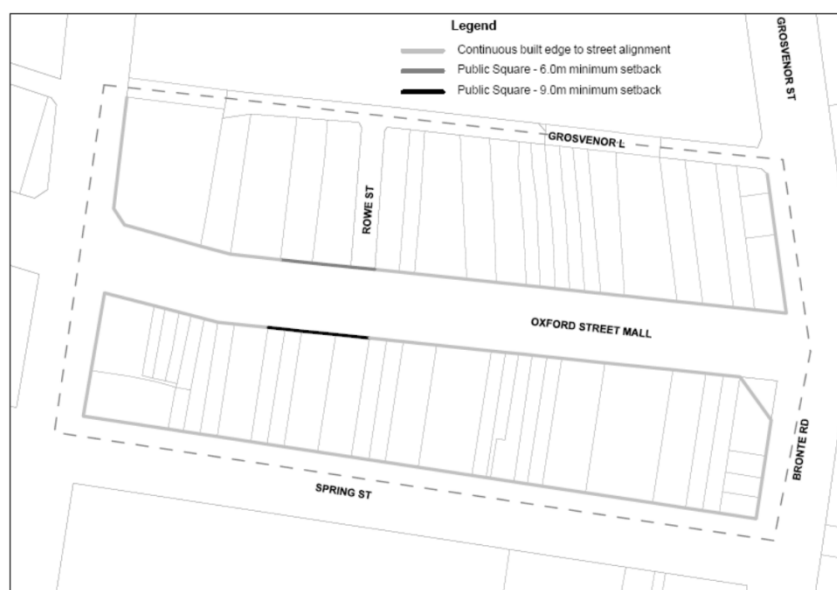 Legend
Continuous built edge to street alignment
Public Square - 6.0m minimum setback
Public Square - 9.0m minimum setback
GROSVENOR ST
GROSVENOR L
ROWE ST
OXFORD STREET MALL
BRONTE RD
SPRING ST